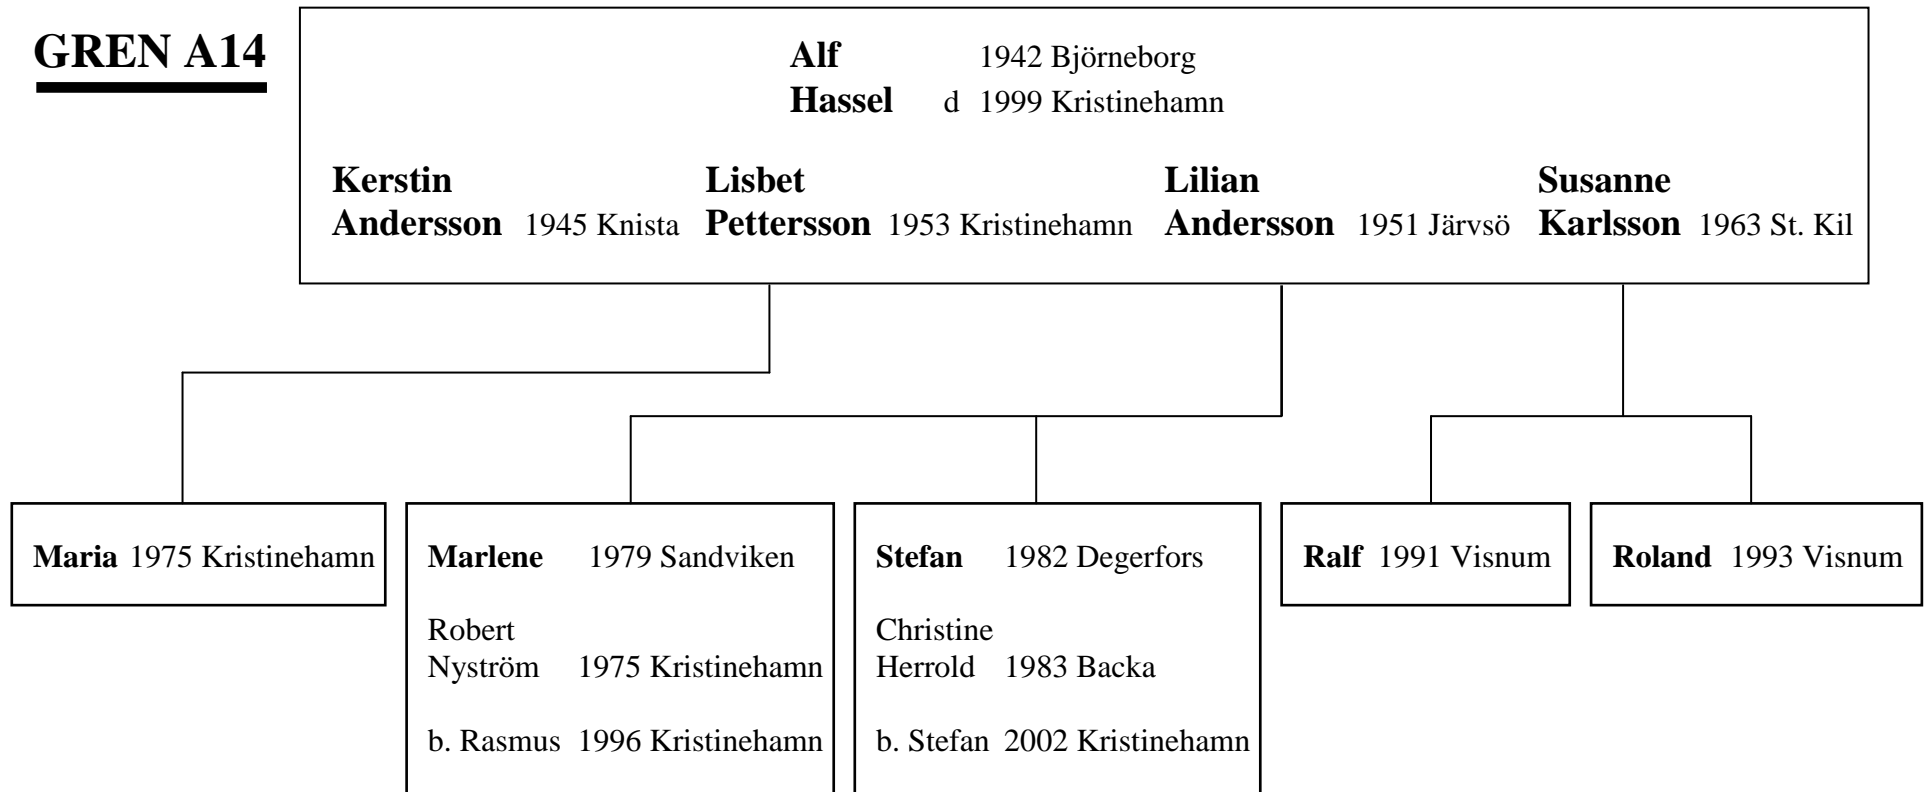 GREN A14
Alf 1942 Björneborg
Hassel d 1999 Kristinehamn
Kerstin
Andersson 1945 Knista
Lisbet
Pettersson 1953 Kristinehamn
Lilian
Andersson 1951 Järvsö
Susanne
Karlsson 1963 St. Kil
Maria 1975 Kristinehamn
Marlene 1979 Sandviken
Robert
Nyström 1975 Kristinehamn
b. Rasmus 1996 Kristinehamn
Stefan 1982 Degerfors
Christine
Herrold 1983 Backa
b. Stefan 2002 Kristinehamn
Ralf 1991 Visnum
Roland 1993 Visnum